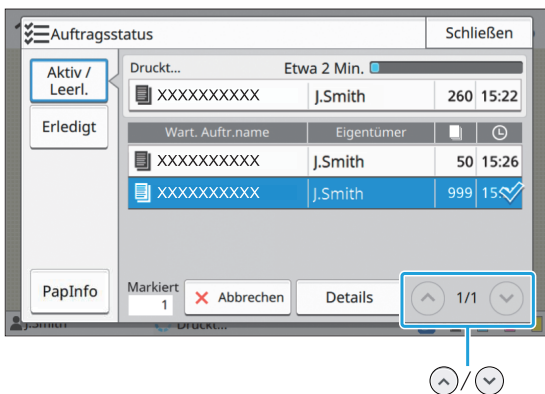 Auftragsstatus
Schließen
Aktiv /
Leerl.
Erledigt
PapInfo
Druckt... Etwa 2 Min.
XXXXXXXXXX J.Smith 260 15:22
Wart. Auftr.name Eigentümer
XXXXXXXXXX J.Smith 50 15:26
XXXXXXXXXX J.Smith 999
Markiert
1
Abbrechen
Details
1/1
J.Smith Druckt...
/